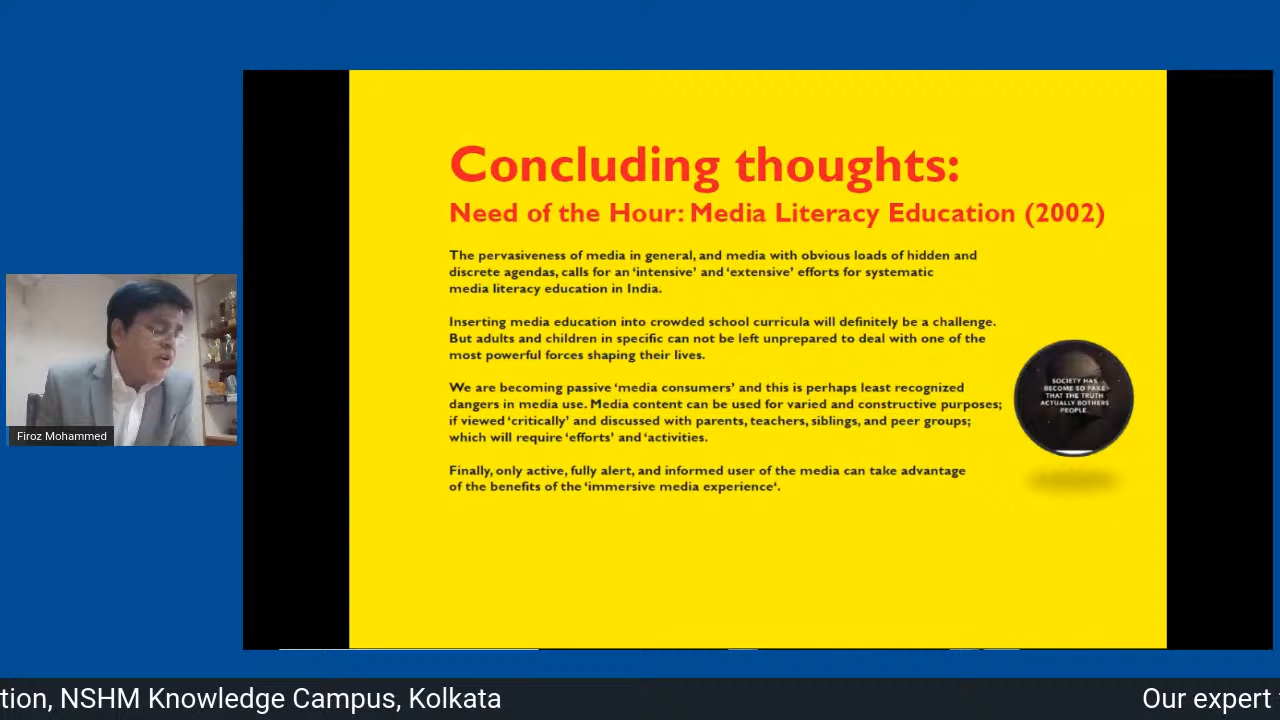 Concluding thoughts:
Need of the Hour: Media Literacy Education (2002)
The pervasiveness of media in general, and media with obvious loads of hidden and
discrete agendas, calls for an ‘intensive’ and ‘extensive’ efforts for systematic
media literacy education in India.
Inserting media education into crowded school curricula will definitely be a challenge.
But adults and children in specific can not be left unprepared to deal with one of the
most powerful forces shaping their lives.
We are becoming passive ‘media consumers’ and this is perhaps least recognized
dangers in media use. Media content can be used for varied and constructive purposes;
if viewed ‘critically’ and discussed with parents, teachers, siblings, and peer groups;
which will require ‘efforts’ and ‘activities.
Finally, only active, fully alert, and informed user of the media can take advantage
of the benefits of the ‘immersive media experience‘.
SOCIETY HAS
BECOME SO FAKE
THAT THE TRUTH
ACTUALLY BOTHERS
PEOPLE.
Firoz Mohammed
tion, NSHM Knowledge Campus, Kolkata
Our expert